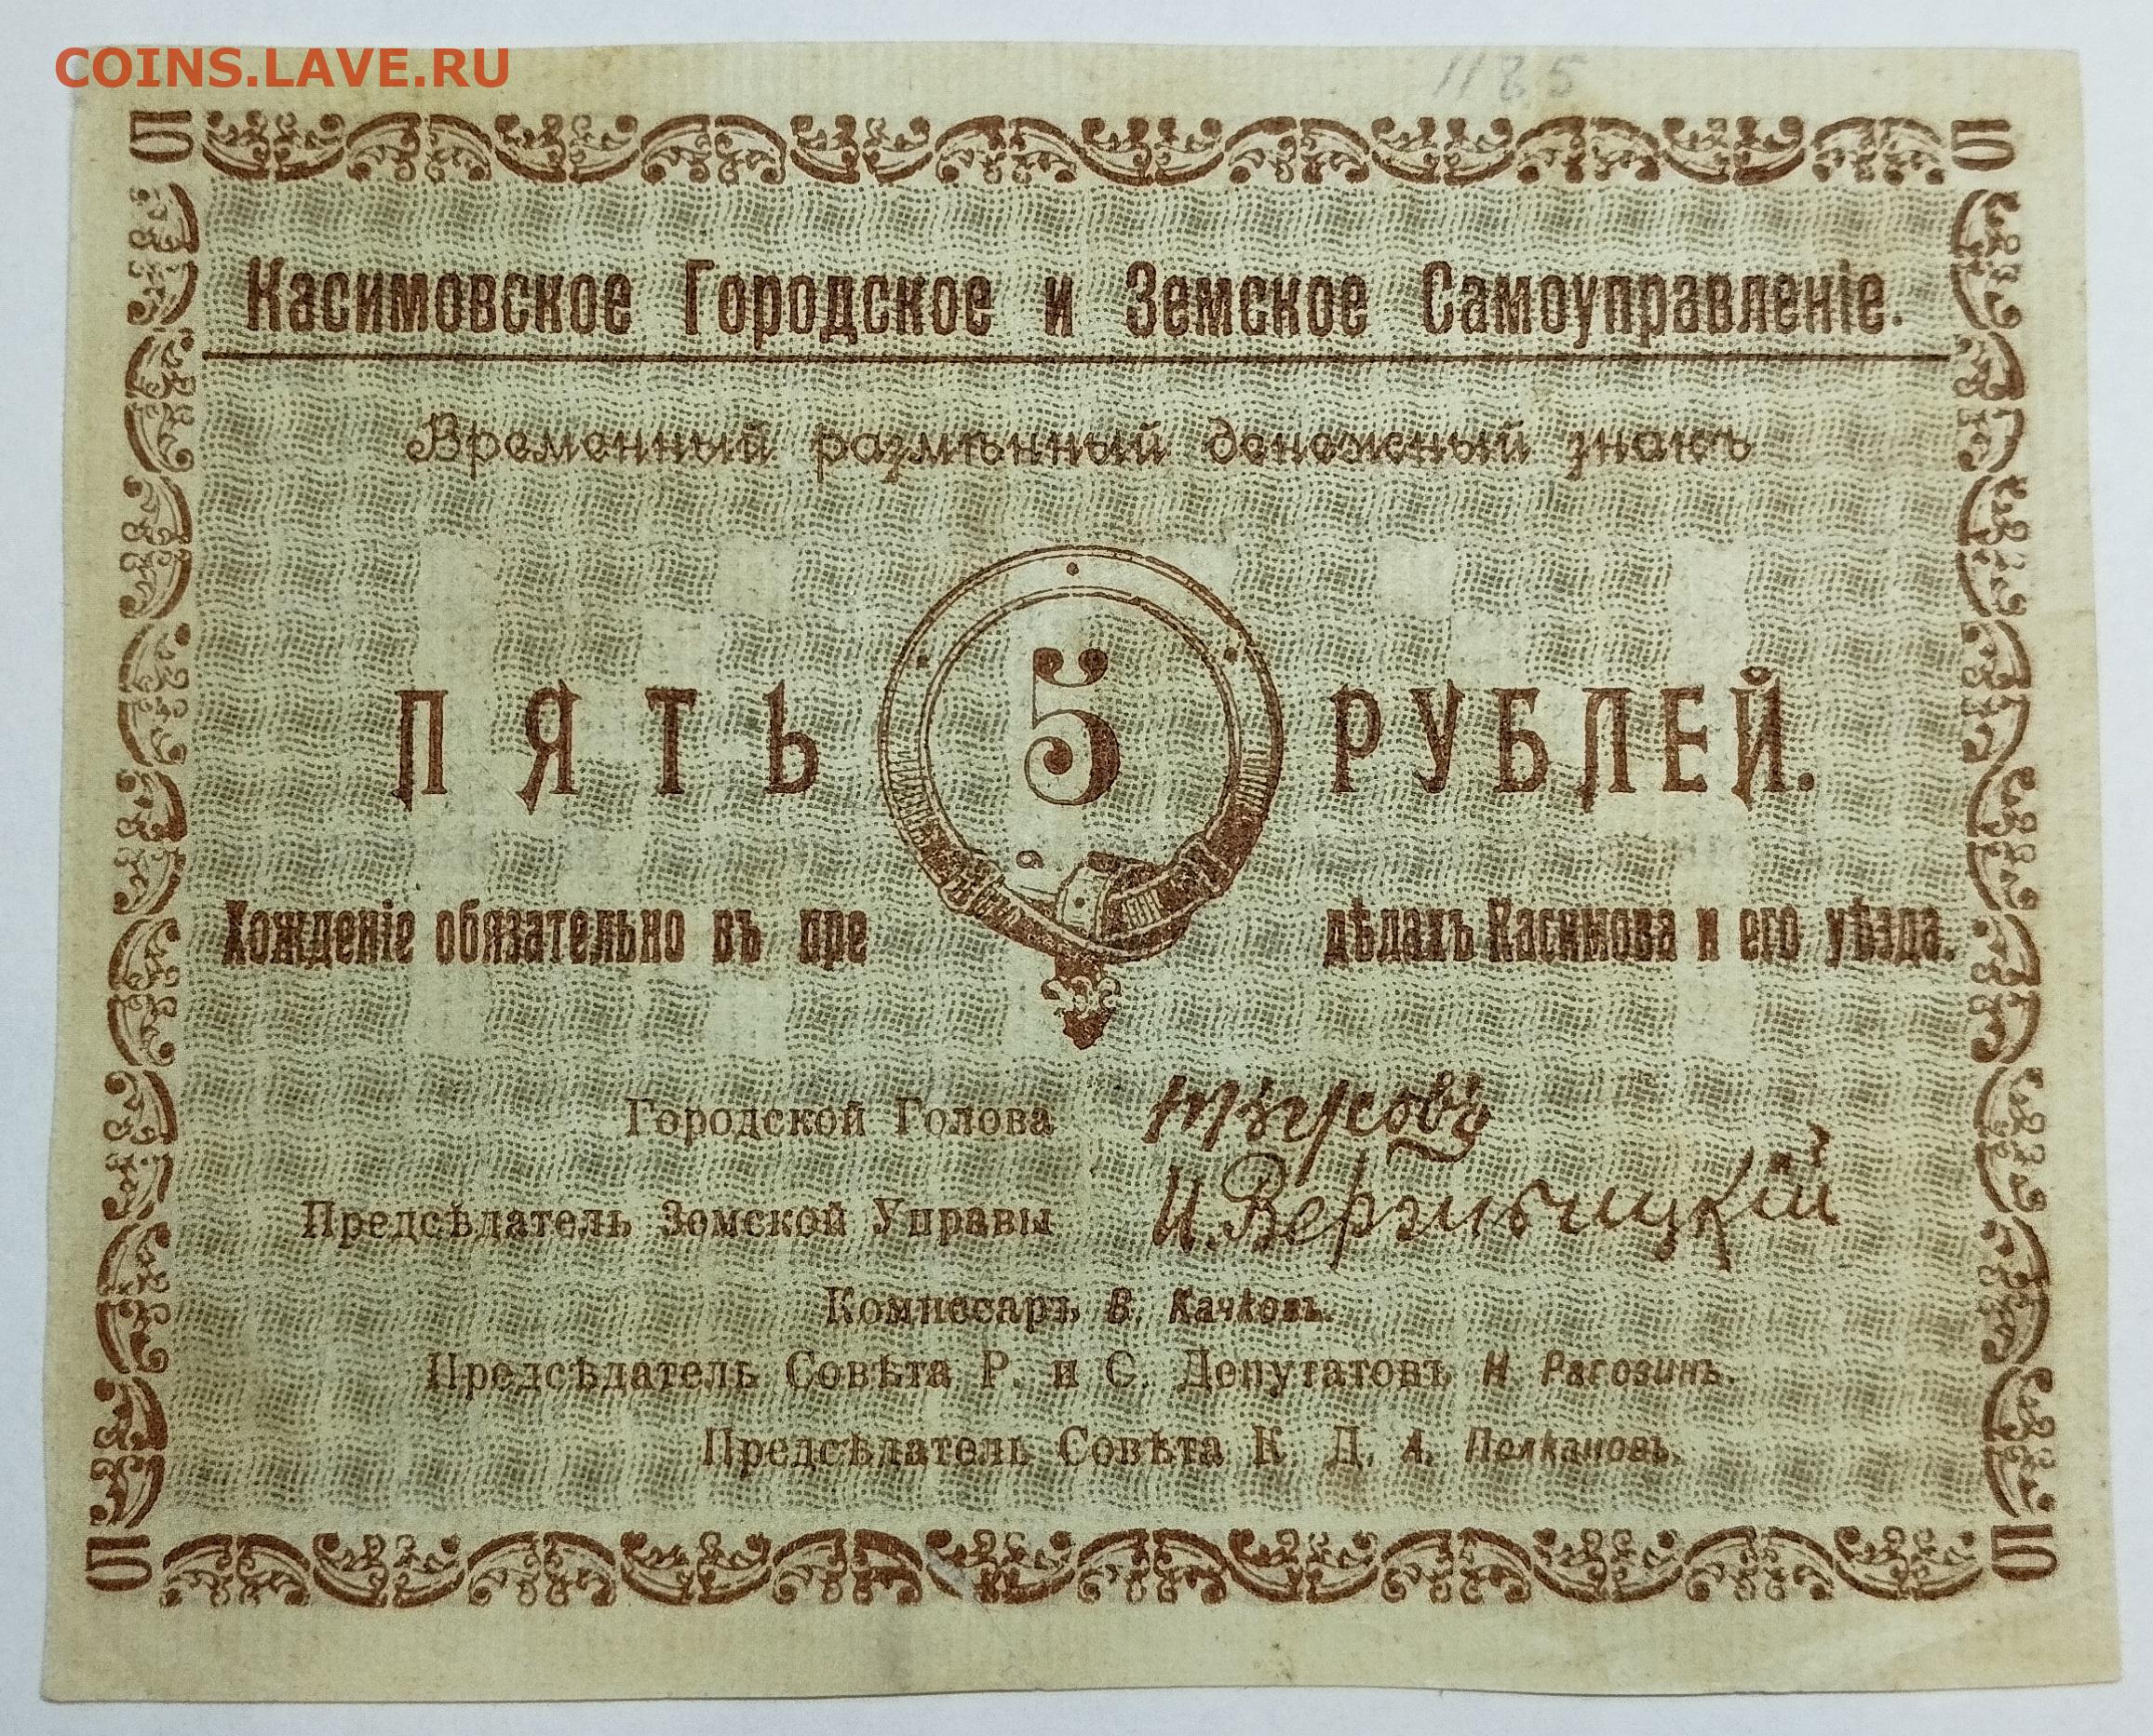 COINS.LAVE.RU
1185
5 5
Касимовское Городское и Земское Самоуправленіе.
Временный размѣнный денежный знакъ
ПЯТЬ 5 РУБЛЕЙ.
Хожденіе обязательно въ пре дѣлахъ Касимова и его уѣзда.
Городской Голова
Предсѣдатель Земской Управы И.
Комиссаръ В. Качковъ.
Предсѣдатель Совѣта Р. и С. Депутатовъ Н. Рагозинъ.
Предсѣдатель Совѣта К. Д. А. Полкановъ.
5 5